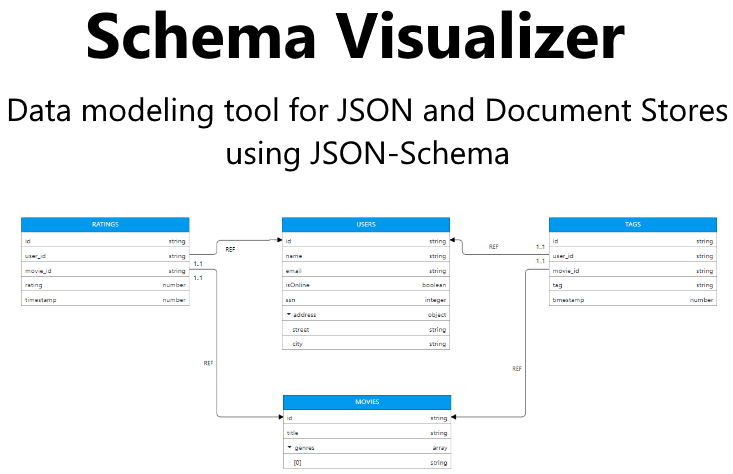 Schema Visualizer
Data modeling tool for JSON and Document Stores
using JSON-Schema
RATINGS
id string
user_id string
movie_id string
rating number
timestamp number
REF
1..1
1..1
REF
USERS
id string
name string
email string
isOnline boolean
ssn integer
address object
street string
city string
REF
1..1
1..1
REF
TAGS
id string
user_id string
movie_id string
tag string
timestamp number
MOVIES
id string
title string
genres array
[0] string